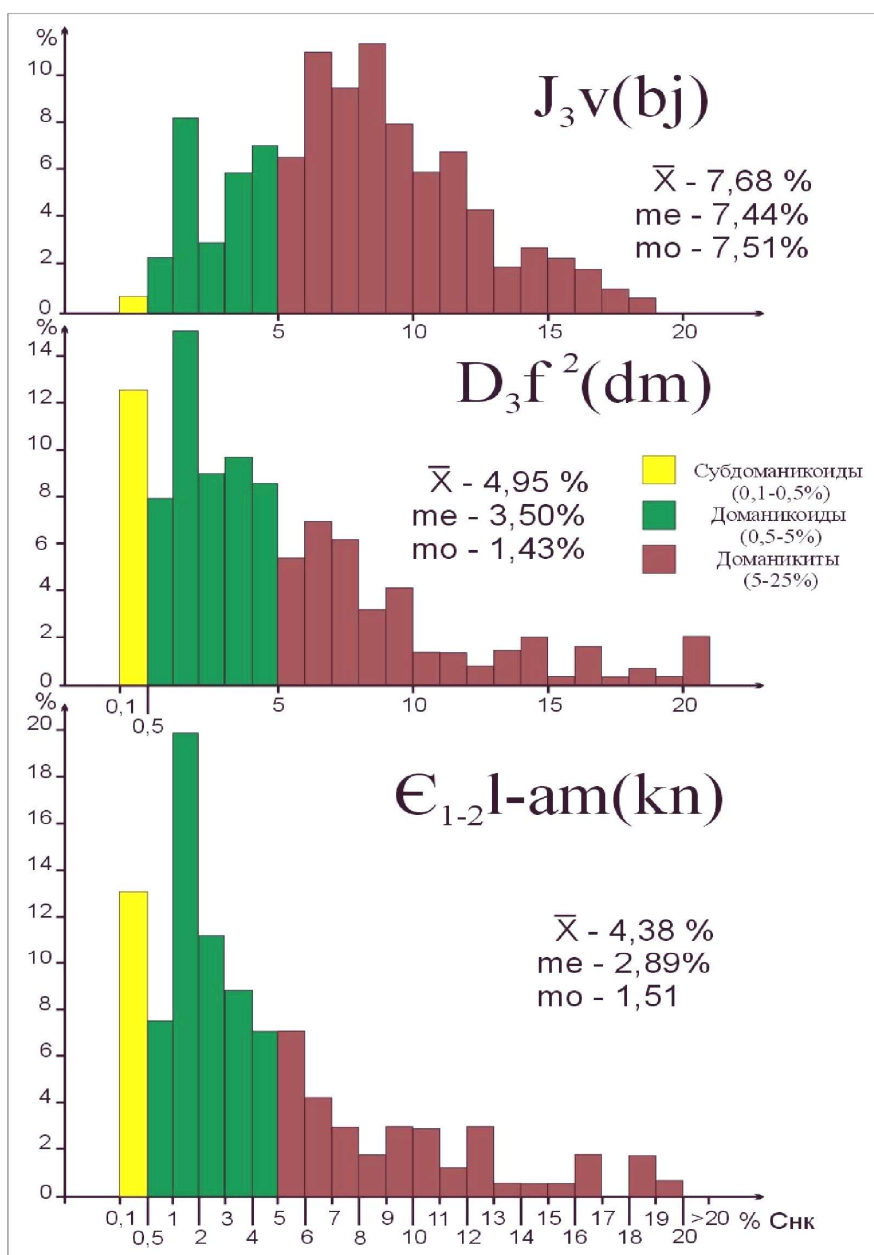 %
10
8
6
4
2
0
J₃v(bj)
X̅ - 7,68 %
me - 7,44%
mo - 7,51%
5 10 15 20
%
14
12
10
8
6
4
2
0
D₃f ²(dm)
X̅ - 4,95 %
me - 3,50%
mo - 1,43%
Субдоманикоиды
(0,1-0,5%)
Доманикоиды
(0,5-5%)
Доманикиты
(5-25%)
0,1 0,5 5 10 15 20
%
20
18
16
14
12
10
8
6
4
2
0
Є₁₋₂l-am(kn)
X̅ - 4,38 %
me - 2,89%
mo - 1,51
0,1 1 3 5 7 9 11 13 15 17 19 >20 % Снк
0,5 2 4 6 8 10 12 14 16 18 20